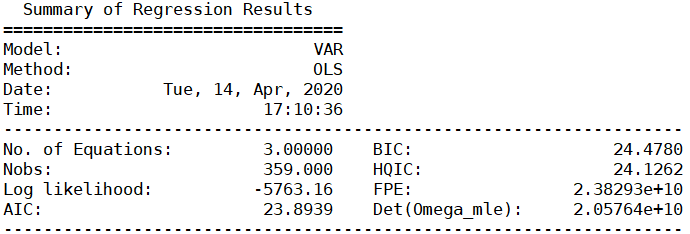 Summary of Regression Results
==================================
Model: VAR
Method: OLS
Date: Tue, 14, Apr, 2020
Time: 17:10:36
--------------------------------------------------------------------
No. of Equations: 3.00000 BIC: 24.4780
Nobs: 359.000 HQIC: 24.1262
Log likelihood: -5763.16 FPE: 2.38293e+10
AIC: 23.8939 Det(Omega_mle): 2.05764e+10
--------------------------------------------------------------------